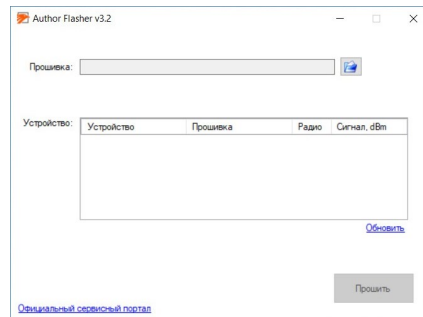 Author Flasher v3.2
Прошивка:
Устройство:
Устройство Прошивка Радио Сигнал, dBm
Обновить
Прошить
Официальный сервисный портал